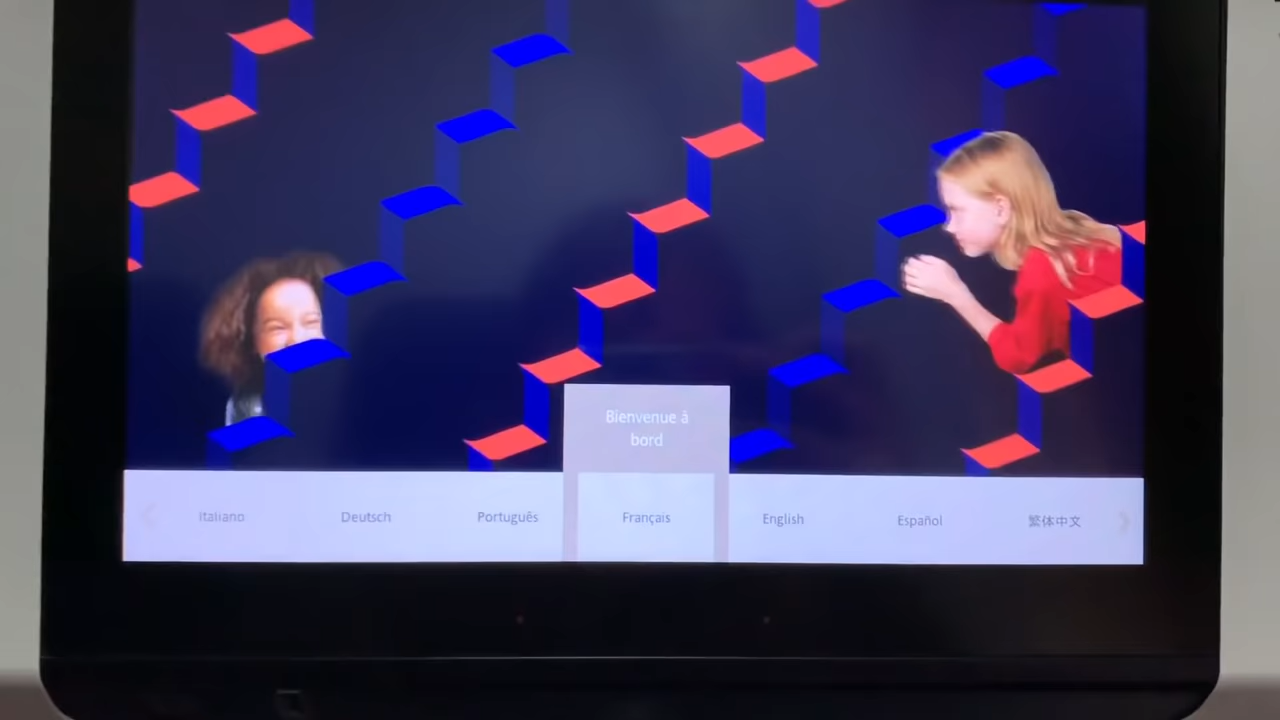 Bienvenue à
bord
Italiano
Deutsch
Português
Français
English
Español
繁体中文